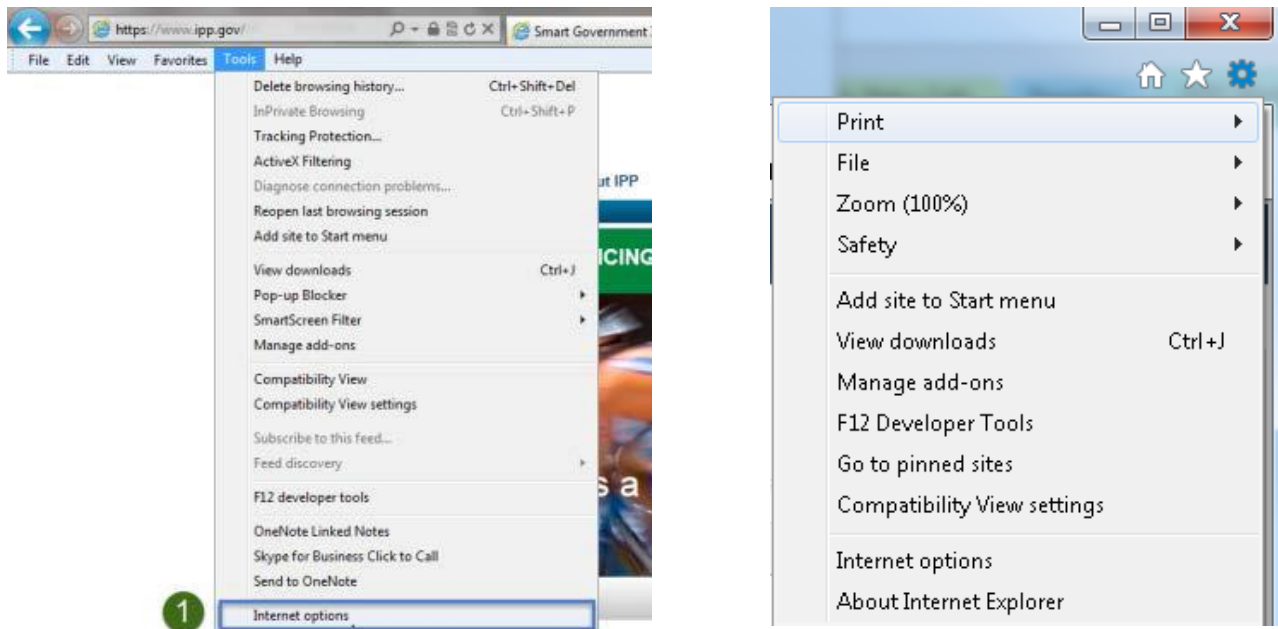 https://www.ipp.gov/
Smart Government
File Edit View Favorites Tools Help
Delete browsing history... Ctrl+Shift+Del
InPrivate Browsing Ctrl+Shift+P
Tracking Protection...
ActiveX Filtering
Diagnose connection problems...
ut IPP
Reopen last browsing session
Add site to Start menu
ICING
View downloads Ctrl+J
Pop-up Blocker
SmartScreen Filter
Manage add-ons
Compatibility View
Compatibility View settings
Subscribe to this feed...
Feed discovery
s a
F12 developer tools
OneNote Linked Notes
Skype for Business Click to Call
Send to OneNote
1 Internet options
Print
File
Zoom (100%)
Safety
Add site to Start menu
View downloads Ctrl+J
Manage add-ons
F12 Developer Tools
Go to pinned sites
Compatibility View settings
Internet options
About Internet Explorer